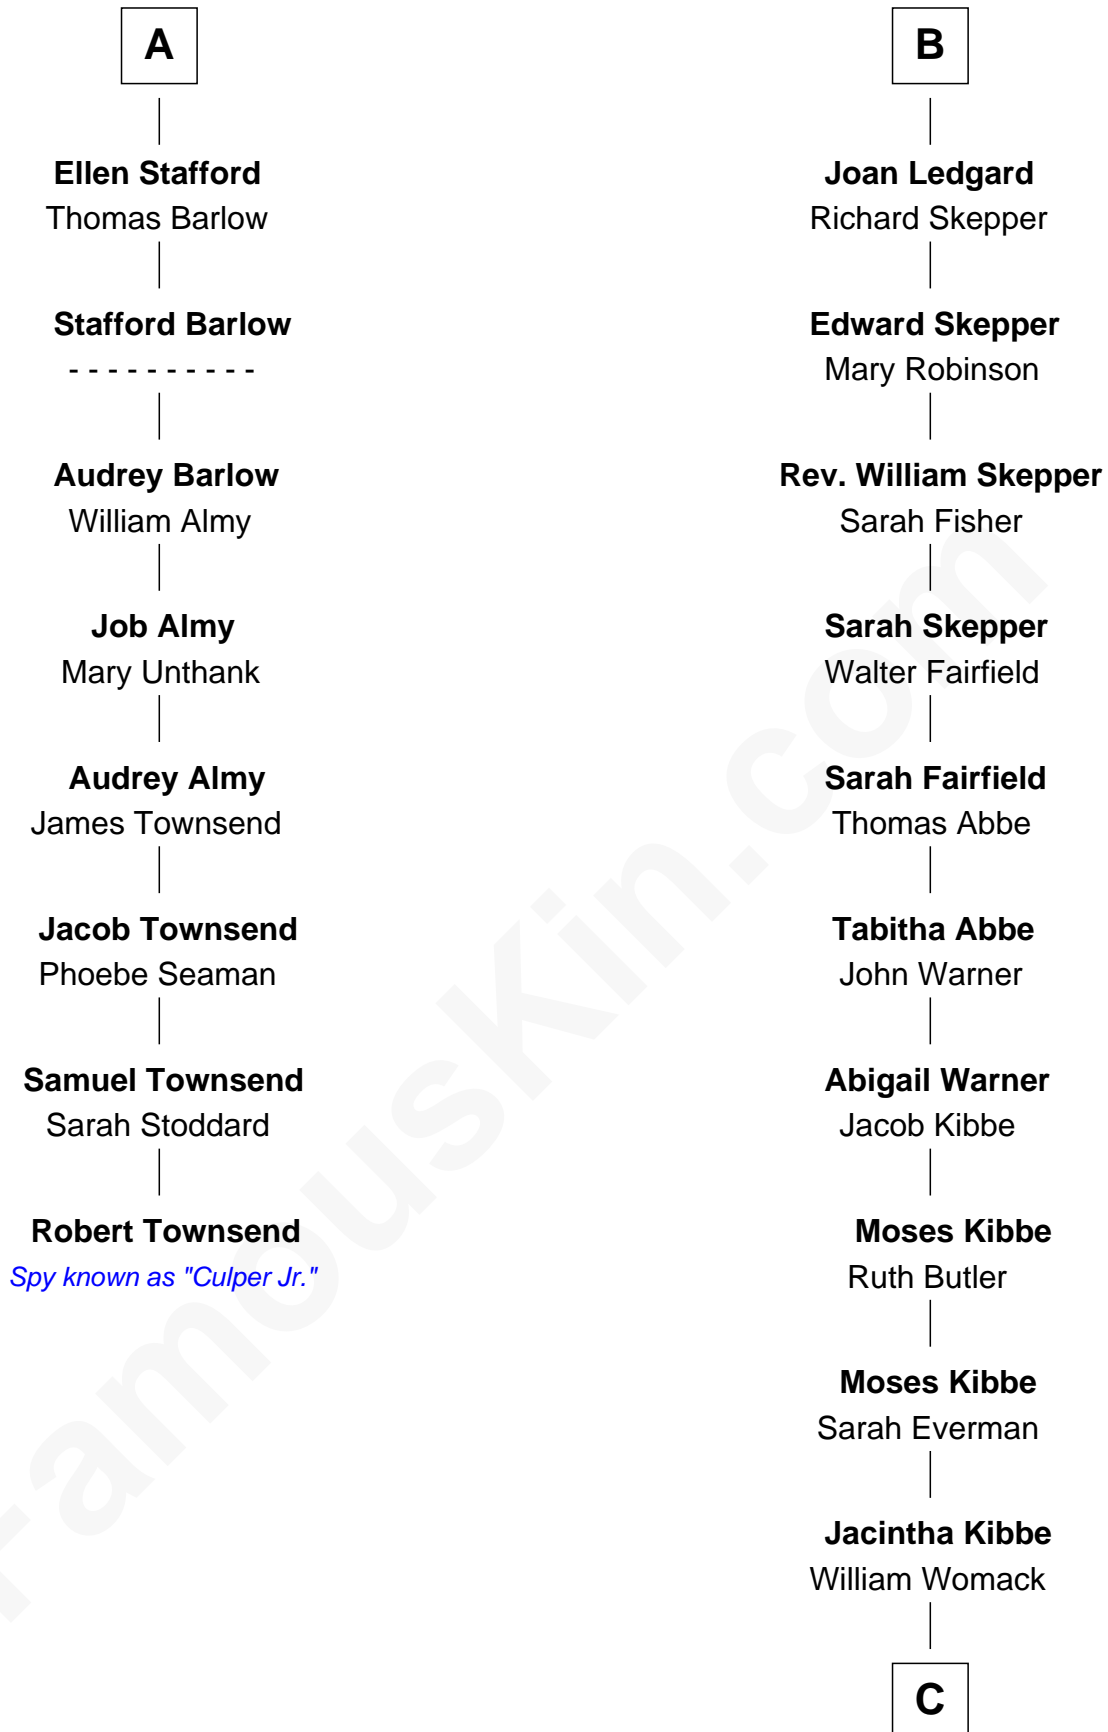 A
Ellen Stafford
Thomas Barlow
Stafford Barlow
- - - - - - - - - -
Audrey Barlow
William Almy
Job Almy
Mary Unthank
Audrey Almy
James Townsend
Jacob Townsend
Phoebe Seaman
Samuel Townsend
Sarah Stoddard
Robert Townsend
Spy known as "Culper Jr."
B
Joan Ledgard
Richard Skepper
Edward Skepper
Mary Robinson
Rev. William Skepper
Sarah Fisher
Sarah Skepper
Walter Fairfield
Sarah Fairfield
Thomas Abbe
Tabitha Abbe
John Warner
Abigail Warner
Jacob Kibbe
Moses Kibbe
Ruth Butler
Moses Kibbe
Sarah Everman
Jacintha Kibbe
William Womack
C
FamousKin.com